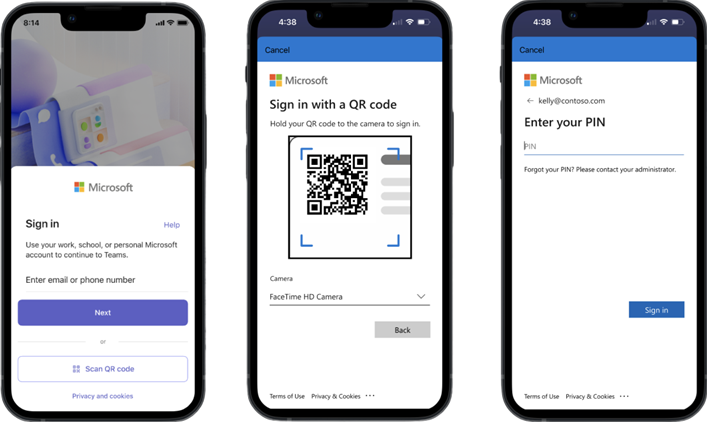 8:14
Microsoft
Sign in
Help
Use your work, school, or personal Microsoft
account to continue to Teams.
Enter email or phone number
Next
or
Scan QR code
Privacy and cookies
4:38
Cancel
Microsoft
Sign in with a QR code
Hold your QR code to the camera to sign in.
Camera
FaceTime HD Camera
Back
Terms of Use Privacy & Cookies ...
4:38
Cancel
Microsoft
← kelly@contoso.com
Enter your PIN
PIN
Forgot your PIN? Please contact your administrator.
Sign in
Terms of Use Privacy & Cookies ...